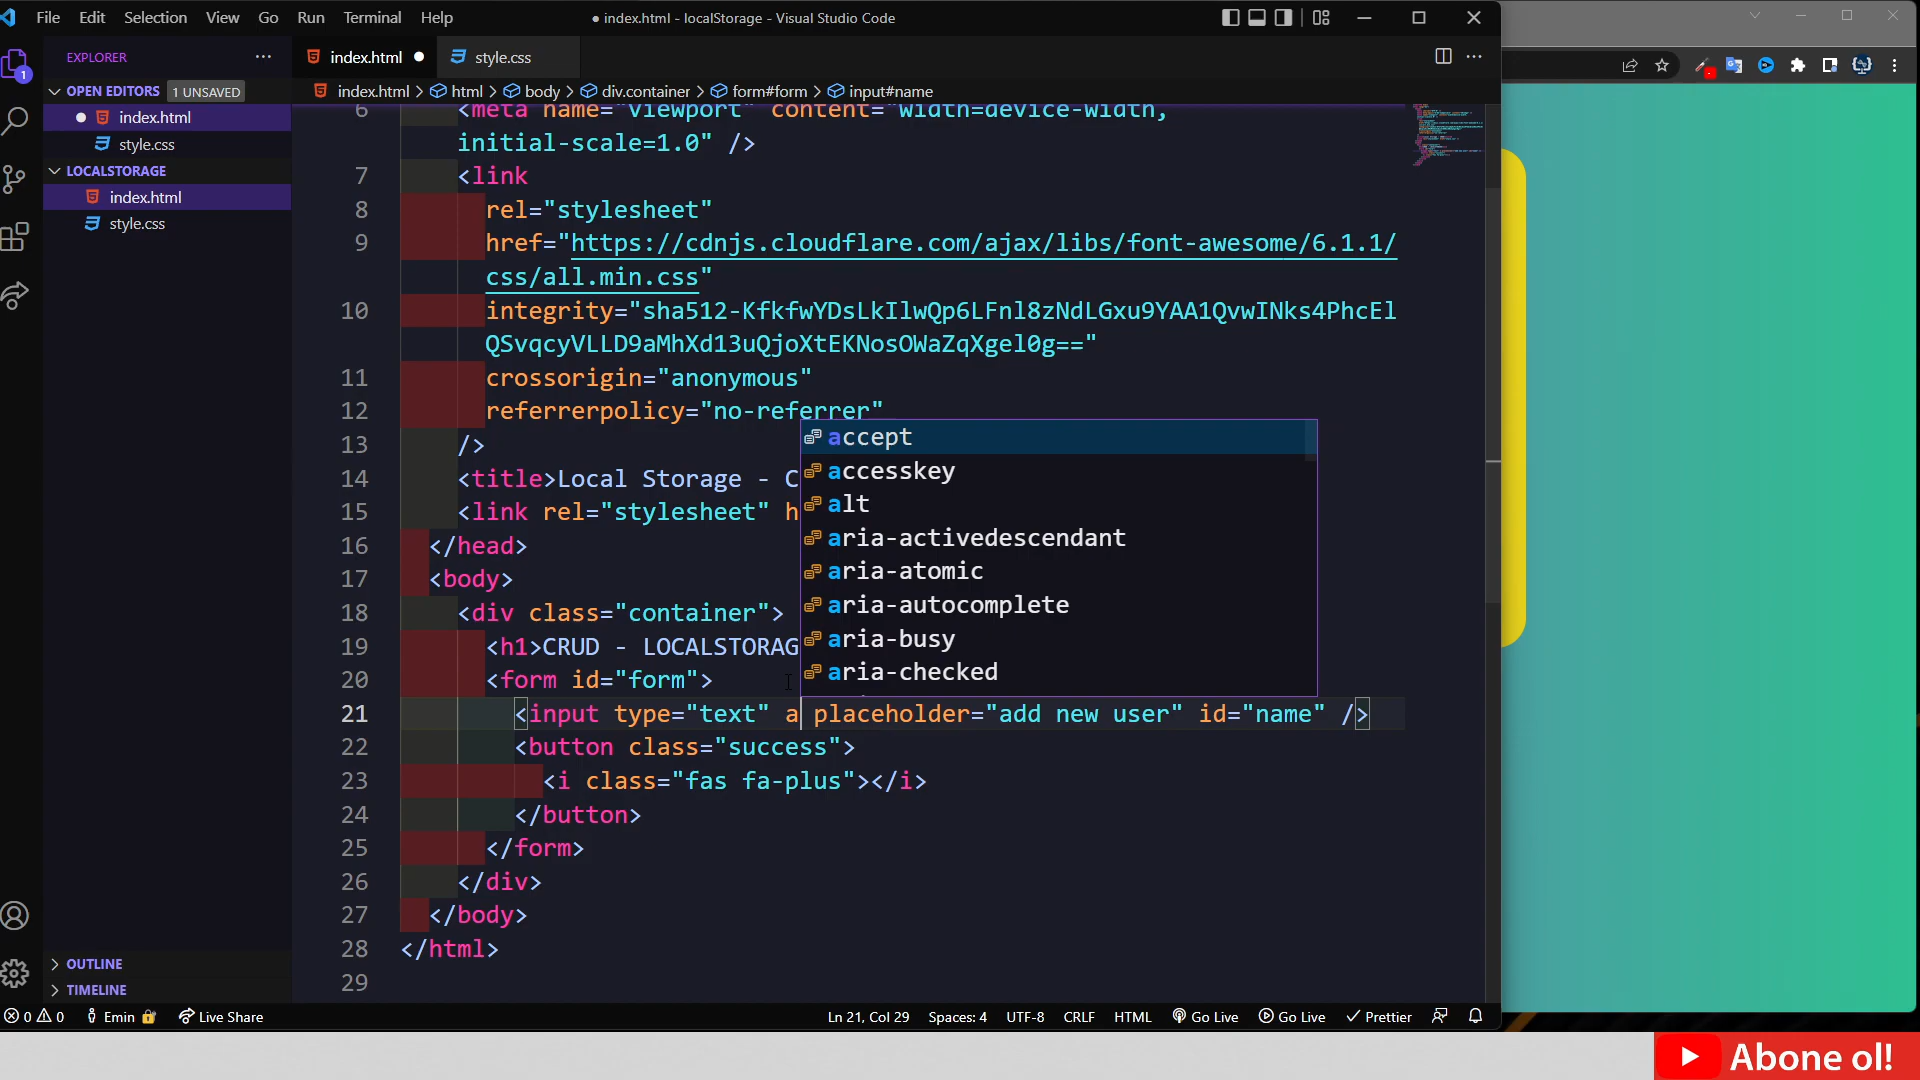 File Edit Selection View Go Run Terminal Help
● index.html - localStorage - Visual Studio Code
EXPLORER
index.html
style.css
OPEN EDITORS 1 UNSAVED
index.html > html > body > div.container > form#form > input#name
index.html
style.css
LOCALSTORAGE
index.html
style.css
1
6 <meta name="viewport" content="width=device-width,
initial-scale=1.0" />
7 <link
8 rel="stylesheet"
9 href="https://cdnjs.cloudflare.com/ajax/libs/font-awesome/6.1.1/
css/all.min.css"
10 integrity="sha512-KfkfwYDsLkIlwQp6LFnl8zNdLGxu9YAA1QvwINks4PhcEl
QSvqcyVLLD9aMhXd13uQjoXtEKNosOWaZqXgel0g=="
11 crossorigin="anonymous"
12 referrerpolicy="no-referrer"
13 />
14 <title>Local Storage - C
15 <link rel="stylesheet" h
16 </head>
17 <body>
18 <div class="container">
19 <h1>CRUD - LOCALSTORAG
20 <form id="form">
21 <input type="text" a placeholder="add new user" id="name" />
22 <button class="success">
23 <i class="fas fa-plus"></i>
24 </button>
25 </form>
26 </div>
27 </body>
28 </html>
29
accept
accesskey
alt
aria-activedescendant
aria-atomic
aria-autocomplete
aria-busy
aria-checked
OUTLINE
TIMELINE
0 0 Emin Live Share
Ln 21, Col 29 Spaces: 4 UTF-8 CRLF HTML Go Live Go Live Prettier
Abone ol!